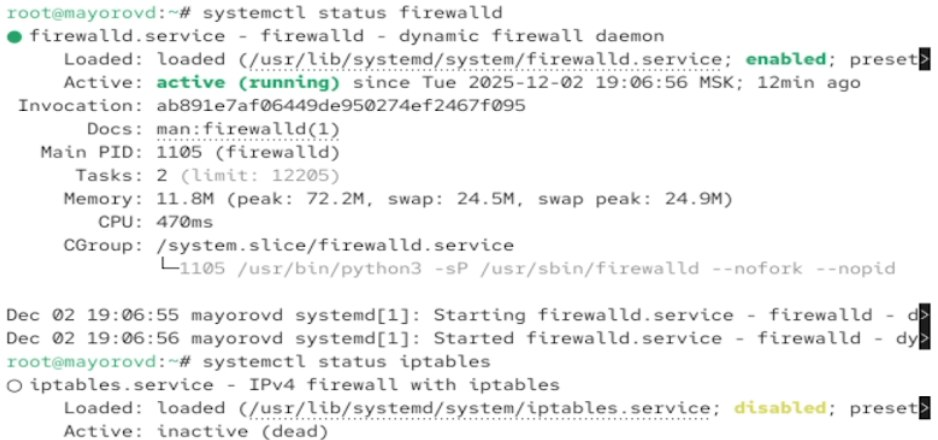 root@mayorovd:~# systemctl status firewalld
● firewalld.service - firewalld - dynamic firewall daemon
Loaded: loaded (/usr/lib/systemd/system/firewalld.service; enabled; preset>
Active: active (running) since Tue 2025-12-02 19:06:56 MSK; 12min ago
Invocation: ab891e7af06449de950274ef2467f095
Docs: man:firewalld(1)
Main PID: 1105 (firewalld)
Tasks: 2 (limit: 12205)
Memory: 11.8M (peak: 72.2M, swap: 24.5M, swap peak: 24.9M)
CPU: 470ms
CGroup: /system.slice/firewalld.service
└─1105 /usr/bin/python3 -sP /usr/sbin/firewalld --nofork --nopid
Dec 02 19:06:55 mayorovd systemd[1]: Starting firewalld.service - firewalld - d>
Dec 02 19:06:56 mayorovd systemd[1]: Started firewalld.service - firewalld - dy>
root@mayorovd:~# systemctl status iptables
○ iptables.service - IPv4 firewall with iptables
Loaded: loaded (/usr/lib/systemd/system/iptables.service; disabled; preset>
Active: inactive (dead)